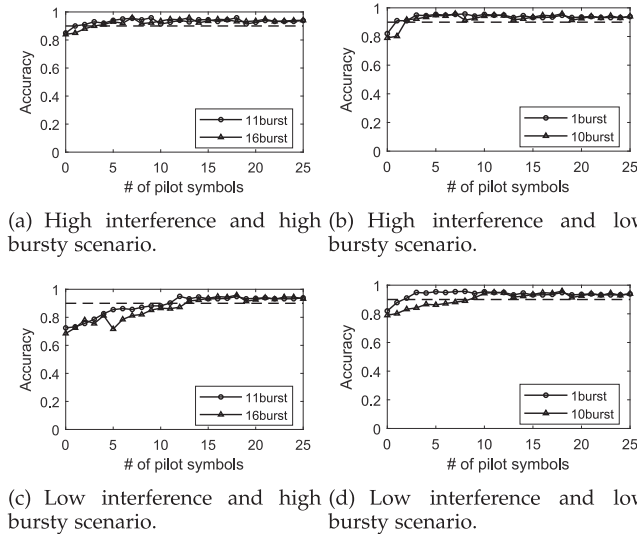 1
0.8
0.6
0.4
0.2
0
Accuracy
11burst
16burst
0 5 10 15 20 25
# of pilot symbols
(a) High interference and high
bursty scenario.
1
0.8
0.6
0.4
0.2
0
Accuracy
1burst
10burst
0 5 10 15 20 25
# of pilot symbols
(b) High interference and low
bursty scenario.
1
0.8
0.6
0.4
0.2
0
Accuracy
11burst
16burst
0 5 10 15 20 25
# of pilot symbols
(c) Low interference and high
bursty scenario.
1
0.8
0.6
0.4
0.2
0
Accuracy
1burst
10burst
0 5 10 15 20 25
# of pilot symbols
(d) Low interference and low
bursty scenario.